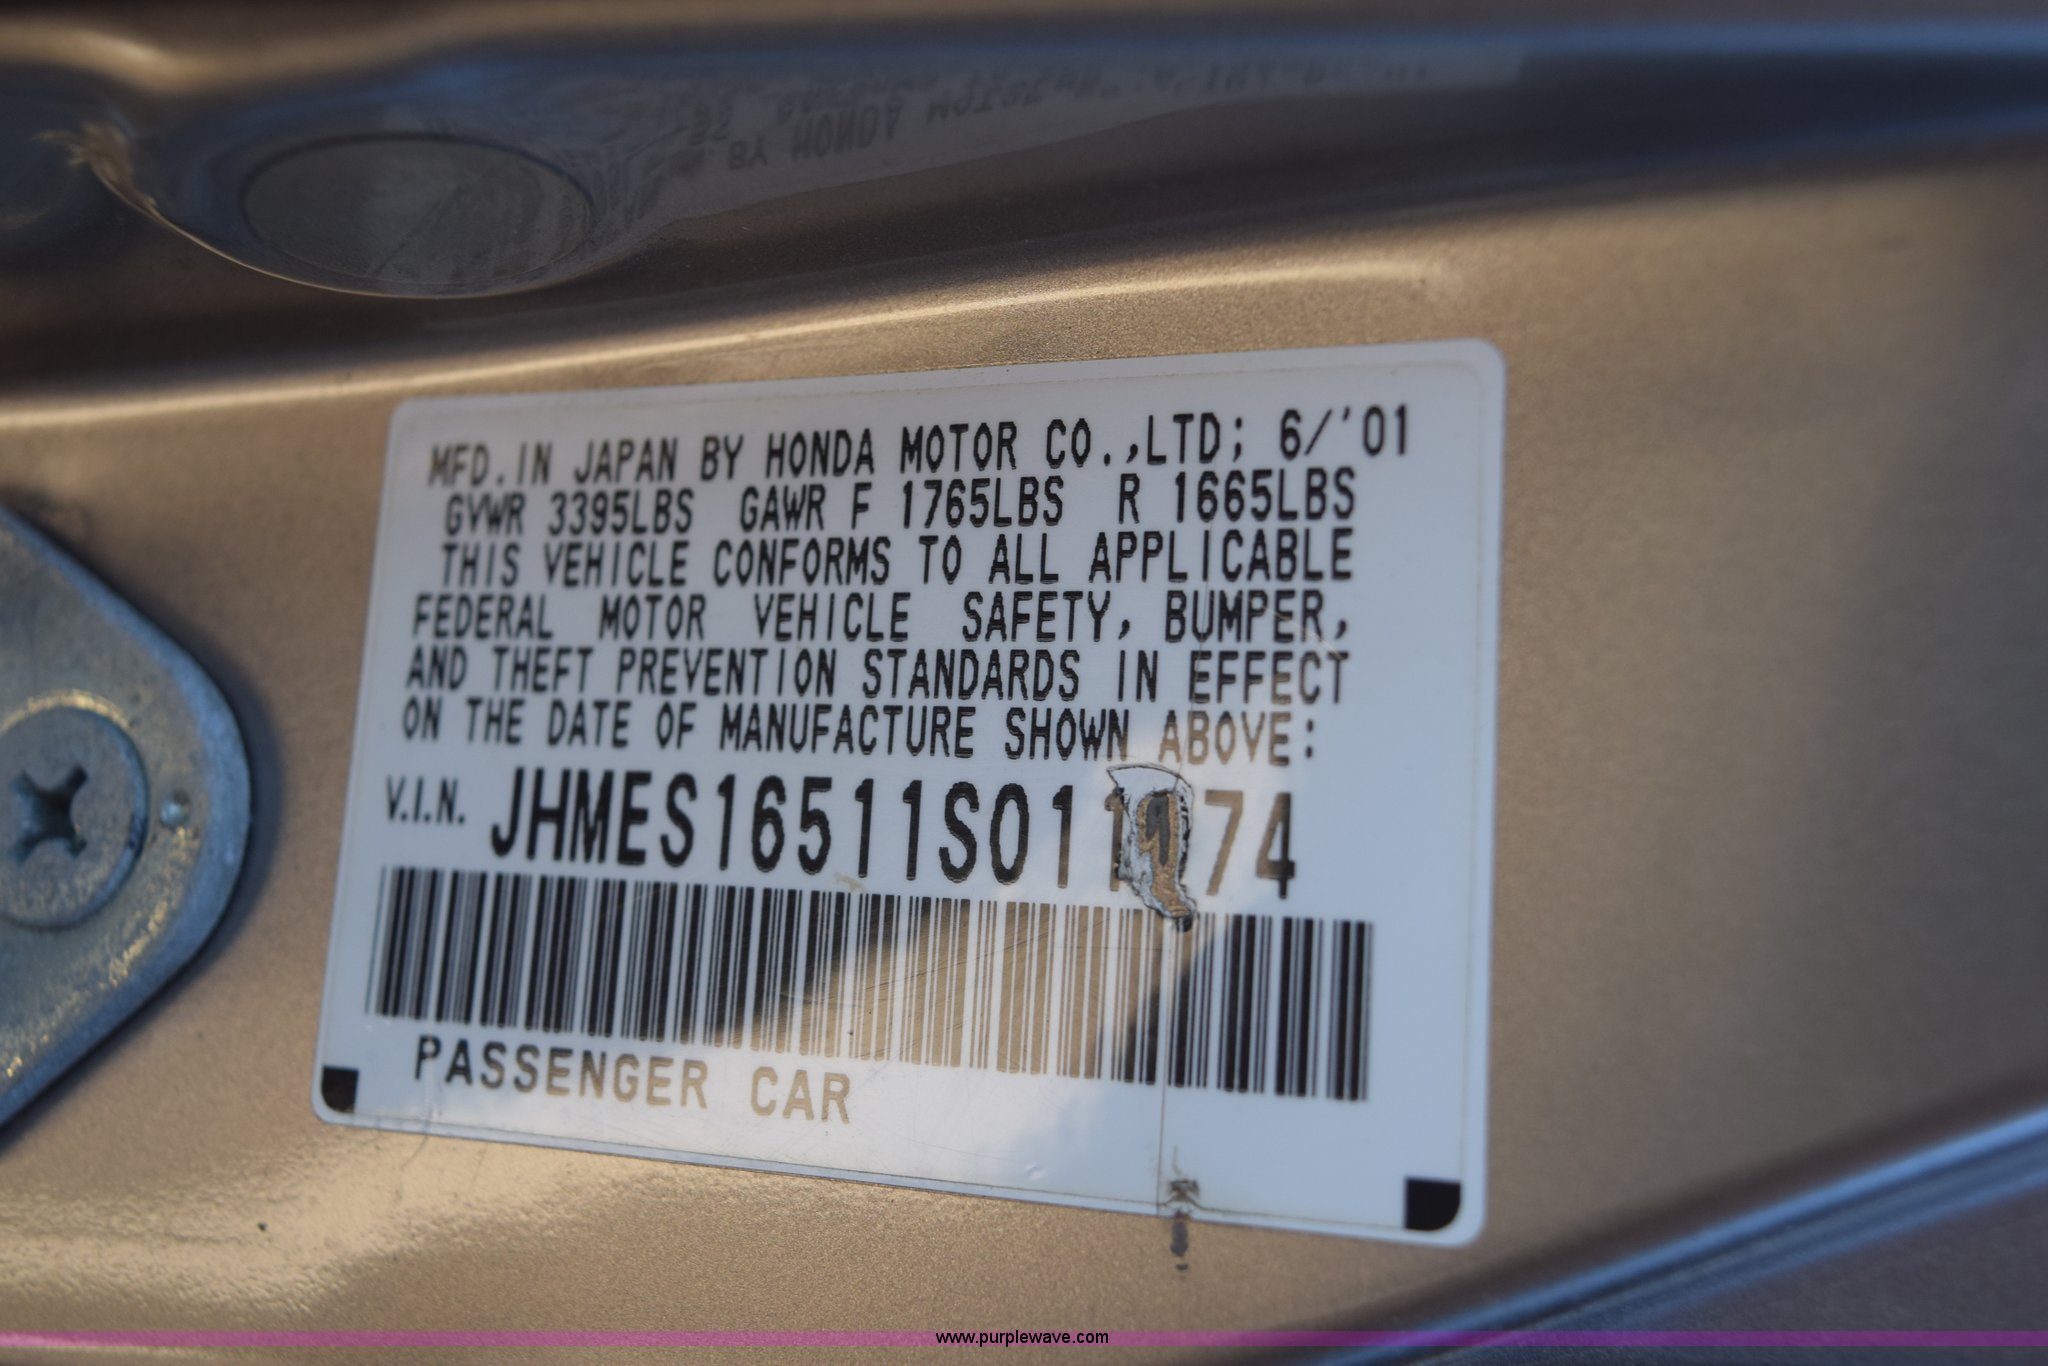 MFD. IN JAPAN BY HONDA MOTOR CO.,LTD; 6/'01
GVWR 3395LBS GAWR F 1765LBS R 1665LBS
THIS VEHICLE CONFORMS TO ALL APPLICABLE
FEDERAL MOTOR VEHICLE SAFETY, BUMPER,
AND THEFT PREVENTION STANDARDS IN EFFECT
ON THE DATE OF MANUFACTURE SHOWN ABOVE:
V.I.N.
PASSENGER CAR
www.purplewave.com